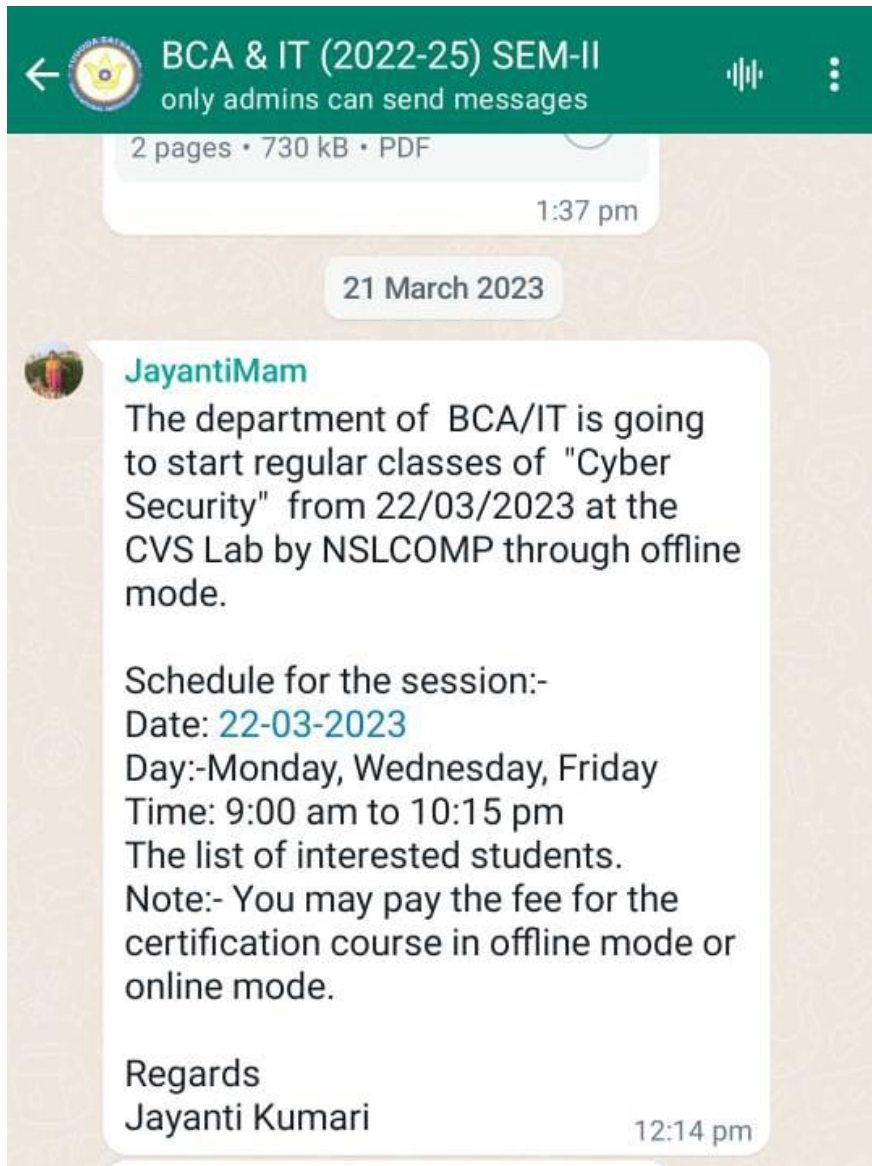 BCA & IT (2022-25) SEM-II
only admins can send messages
2 pages • 730 kB • PDF
1:37 pm
21 March 2023
JayantiMam
The department of BCA/IT is going
to start regular classes of "Cyber
Security" from 22/03/2023 at the
CVS Lab by NSLCOMP through offline
mode.
Schedule for the session:-
Date: 22-03-2023
Day:-Monday, Wednesday, Friday
Time: 9:00 am to 10:15 pm
The list of interested students.
Note:- You may pay the fee for the
certification course in offline mode or
online mode.
Regards
Jayanti Kumari
12:14 pm